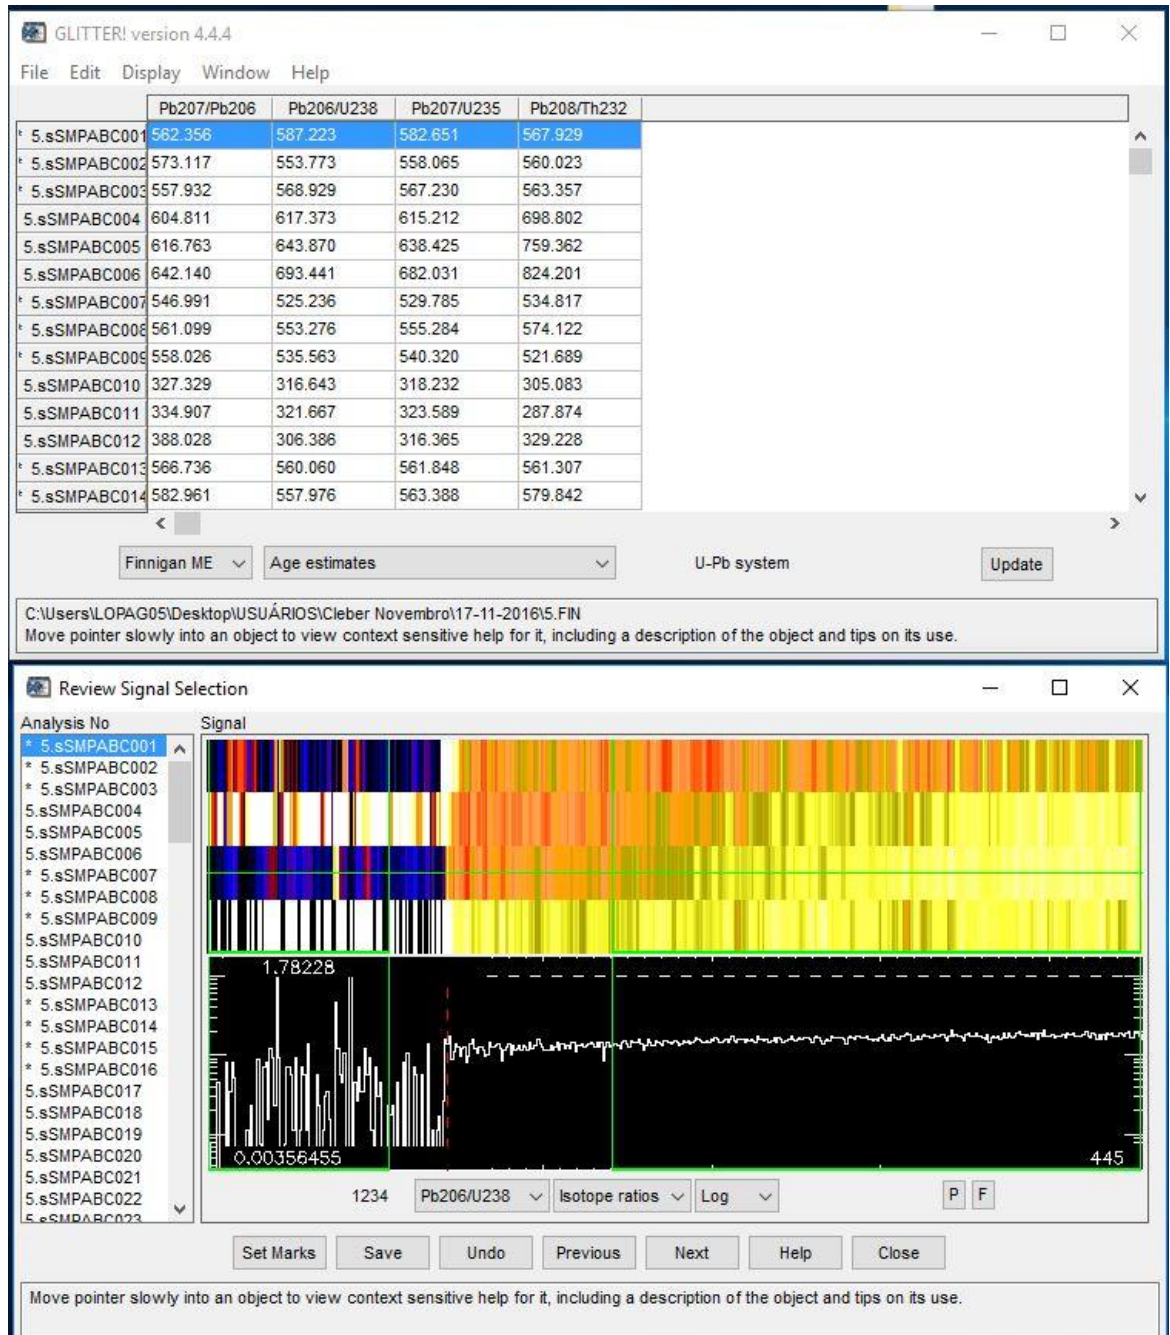 GLITTER! version 4.4.4
File Edit Display Window Help
Pb207/Pb206 Pb206/U238 Pb207/U235 Pb208/Th232
* 5.sSMPABC001 562.356 587.223 582.651 567.929
* 5.sSMPABC002 573.117 553.773 558.065 560.023
* 5.sSMPABC003 557.932 568.929 567.230 563.357
5.sSMPABC004 604.811 617.373 615.212 698.802
5.sSMPABC005 616.763 643.870 638.425 759.362
5.sSMPABC006 642.140 693.441 682.031 824.201
* 5.sSMPABC007 546.991 525.236 529.785 534.817
* 5.sSMPABC008 561.099 553.276 555.284 574.122
* 5.sSMPABC009 558.026 535.563 540.320 521.689
5.sSMPABC010 327.329 316.643 318.232 305.083
5.sSMPABC011 334.907 321.667 323.589 287.874
5.sSMPABC012 388.028 306.386 316.365 329.228
* 5.sSMPABC013 566.736 560.060 561.848 561.307
* 5.sSMPABC014 582.961 557.976 563.388 579.842
Finnigan ME Age estimates U-Pb system Update
C:\Users\LOPAG05\Desktop\USUÁRIOS\Cleber Novembro\17-11-2016\5.FIN
Move pointer slowly into an object to view context sensitive help for it, including a description of the object and tips on its use.
Review Signal Selection
Analysis No Signal
* 5.sSMPABC001
* 5.sSMPABC002
* 5.sSMPABC003
5.sSMPABC004
5.sSMPABC005
5.sSMPABC006
* 5.sSMPABC007
* 5.sSMPABC008
* 5.sSMPABC009
5.sSMPABC010
5.sSMPABC011
5.sSMPABC012
* 5.sSMPABC013
* 5.sSMPABC014
* 5.sSMPABC015
* 5.sSMPABC016
5.sSMPABC017
5.sSMPABC018
5.sSMPABC019
5.sSMPABC020
5.sSMPABC021
5.sSMPABC022
5.sSMPABC023
1.78228
0.00356455 445
1234 Pb206/U238 Isotope ratios Log P F
Set Marks Save Undo Previous Next Help Close
Move pointer slowly into an object to view context sensitive help for it, including a description of the object and tips on its use.